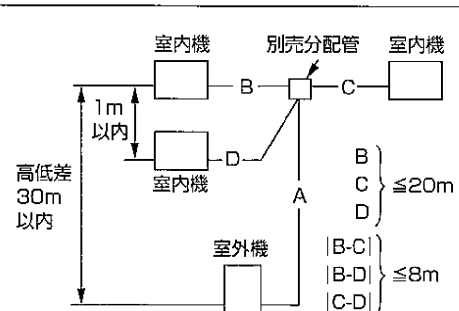 室内機
別売分配管
室内機
B
C
1m
以内
D
室内機
高低差
30m
以内
A
B
C
D
≦20m
室外機
|B-C|
|B-D|
|C-D|
≦8m